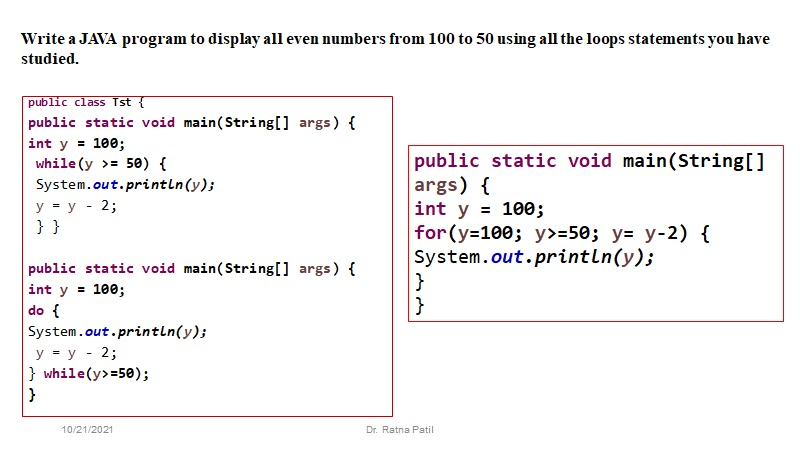 Write a JAVA program to display all even numbers from 100 to 50 using all the loops statements you have
studied.
public class Tst {
public static void main(String[] args) {
int y = 100;
while(y >= 50) {
System.out.println(y);
y = y - 2;
} }
public static void main(String[] args) {
int y = 100;
do {
System.out.println(y);
y = y - 2;
} while(y>=50);
}
public static void main(String[]
args) {
int y = 100;
for(y=100; y>=50; y= y-2) {
System.out.println(y);
}
}
10/21/2021
Dr. Ratna Patil